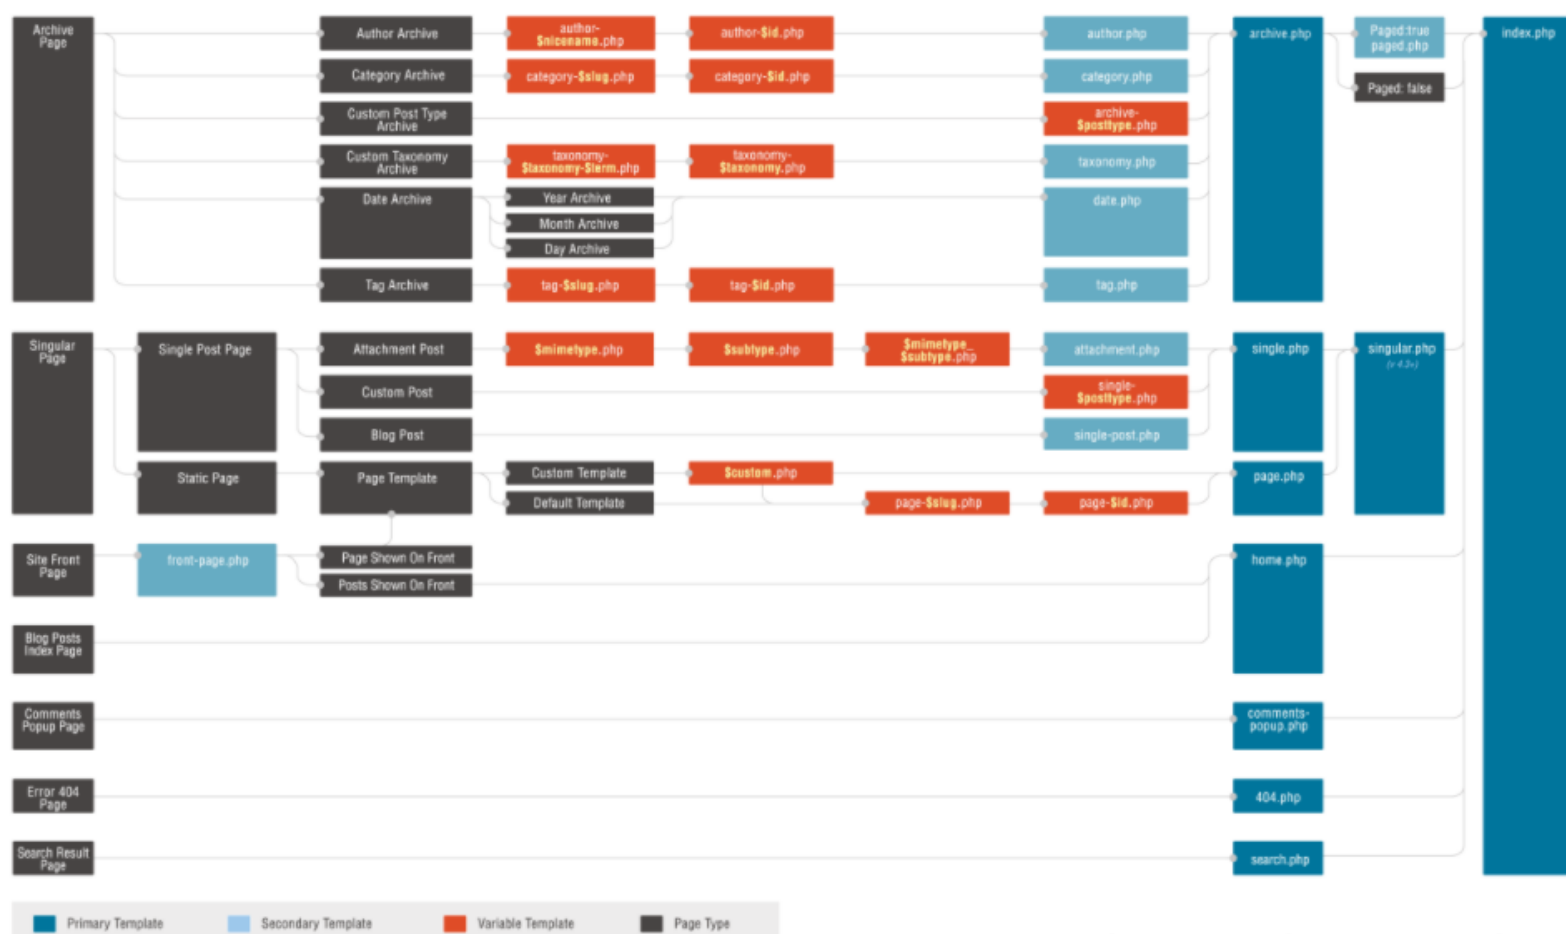 Archive
Page
Author Archive
author-
$nicename.php
author-$id.php
author.php
archive.php
Paged:true
paged.php
index.php
Category Archive
category-$slug.php
category-$id.php
category.php
Paged: false
Custom Post Type
Archive
archive-
$posttype.php
Custom Taxonomy
Archive
taxonomy-
$taxonomy-$term.php
taxonomy-
$taxonomy.php
taxonomy.php
Date Archive
Year Archive
Month Archive
Day Archive
date.php
Tag Archive
tag-$slug.php
tag-$id.php
tag.php
Singular
Page
Single Post Page
Attachment Post
$mimetype.php
$subtype.php
$mimetype_
$subtype.php
attachment.php
single.php
singular.php
(v 4.3+)
Custom Post
single-
$posttype.php
Blog Post
single-post.php
Static Page
Page Template
Custom Template
$custom.php
page.php
Default Template
page-$slug.php
page-$id.php
Site Front
Page
front-page.php
Page Shown On Front
Posts Shown On Front
home.php
Blog Posts
Index Page
Comments
Popup Page
comments-
popup.php
Error 404
Page
404.php
Search Result
Page
search.php
Primary Template
Secondary Template
Variable Template
Page Type